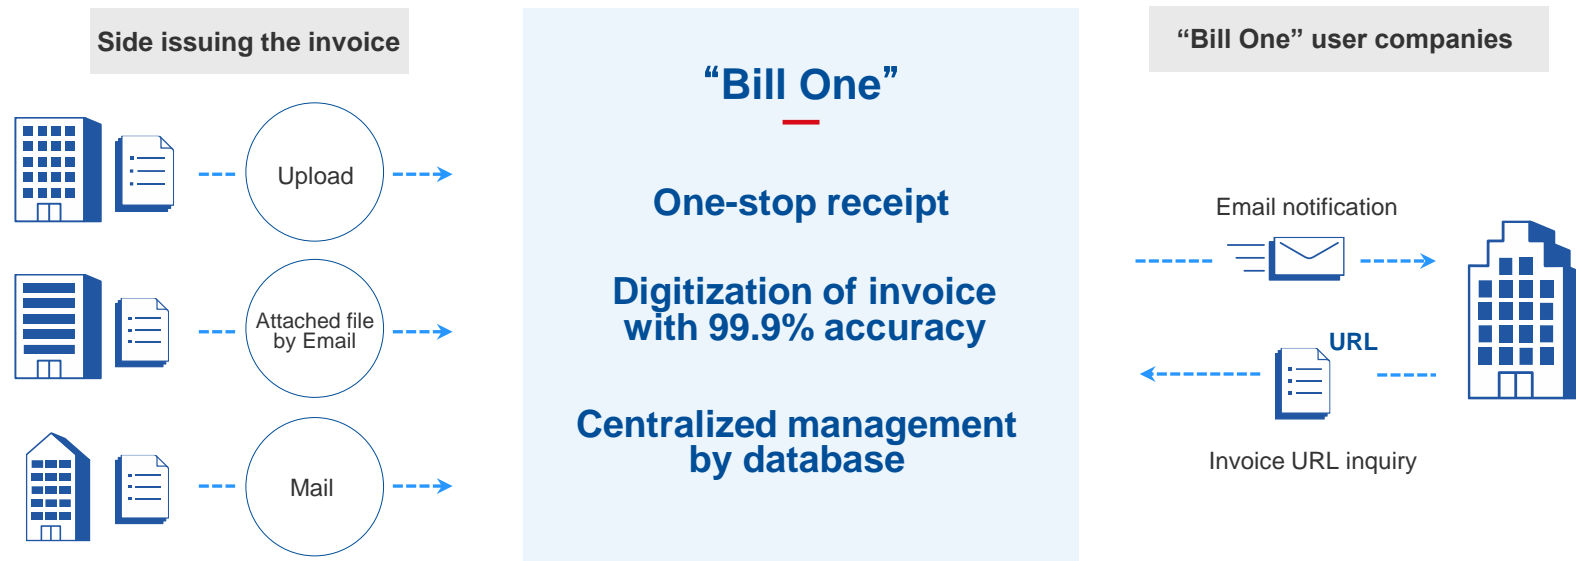 Side issuing the invoice
Upload
Attached file
by Email
Mail
“Bill One”
One-stop receipt
Digitization of invoice
with 99.9% accuracy
Centralized management
by database
“Bill One” user companies
Email notification
URL
Invoice URL inquiry